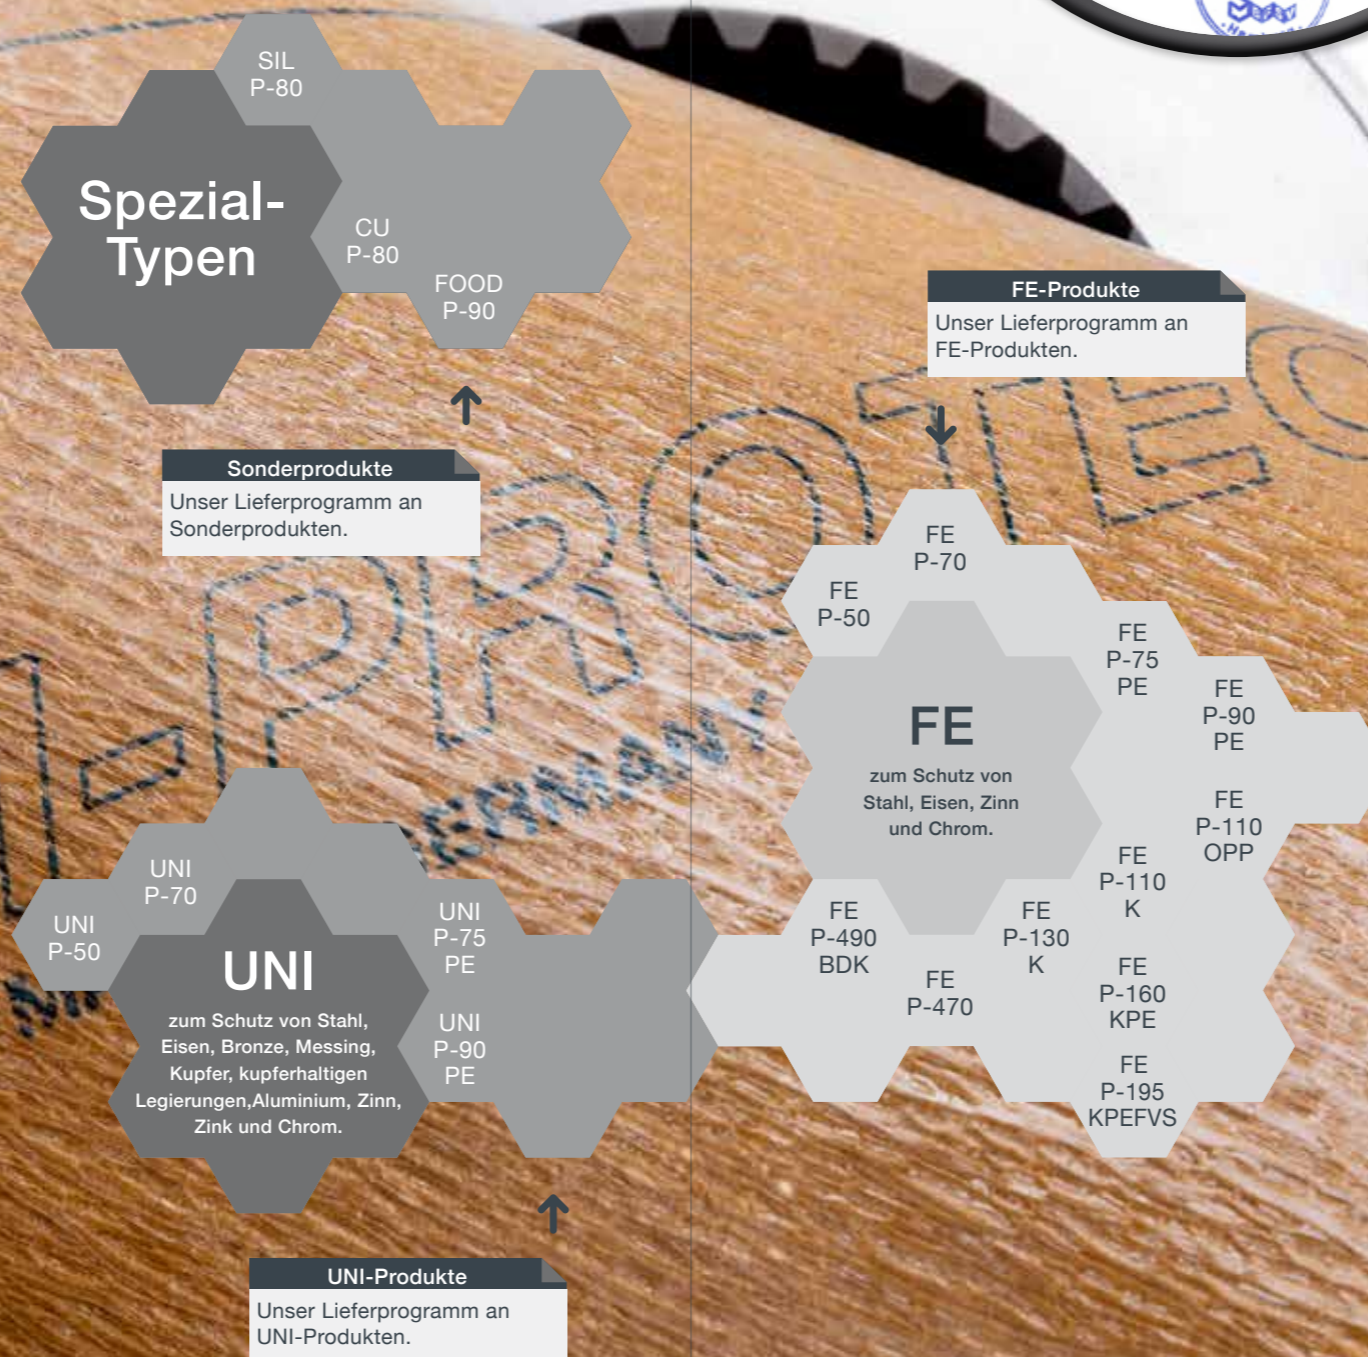 SIL
P-80
Spezial-
Typen
CU
P-80
FOOD
P-90
Sonderprodukte
Unser Lieferprogramm an
Sonderprodukten.
FE-Produkte
Unser Lieferprogramm an
FE-Produkten.
FE
P-70
FE
P-50
FE
P-75
PE
FE
P-90
PE
FE
zum Schutz von
Stahl, Eisen, Zinn
und Chrom.
FE
P-110
OPP
FE
P-110
K
FE
P-130
K
FE
P-490
BDK
FE
P-470
FE
P-160
KPE
FE
P-195
KPEFVS
UNI
P-70
UNI
P-50
UNI
P-75
PE
UNI
P-90
PE
UNI
zum Schutz von Stahl,
Eisen, Bronze, Messing,
Kupfer, kupferhaltigen
Legierungen,Aluminium, Zinn,
Zink und Chrom.
UNI-Produkte
Unser Lieferprogramm an
UNI-Produkten.